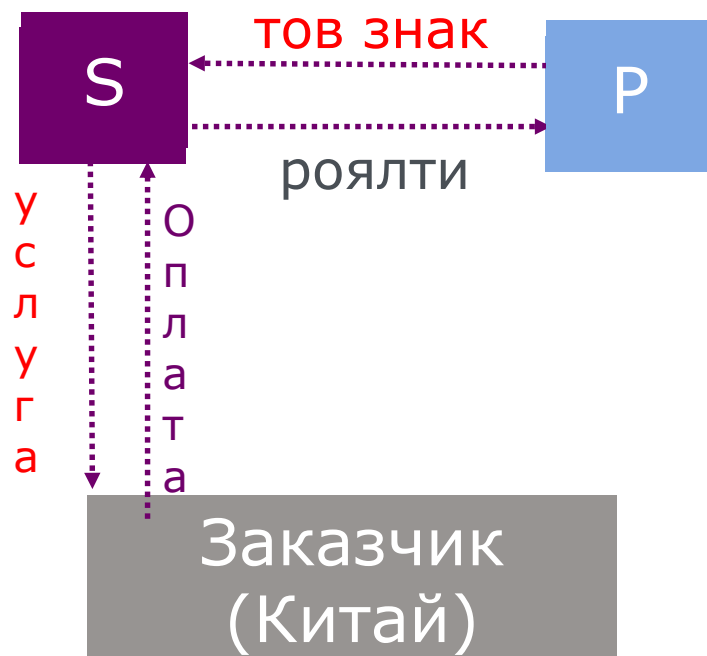 тов знак
S
P
роялти
услуга
Оплата
Заказчик
(Китай)